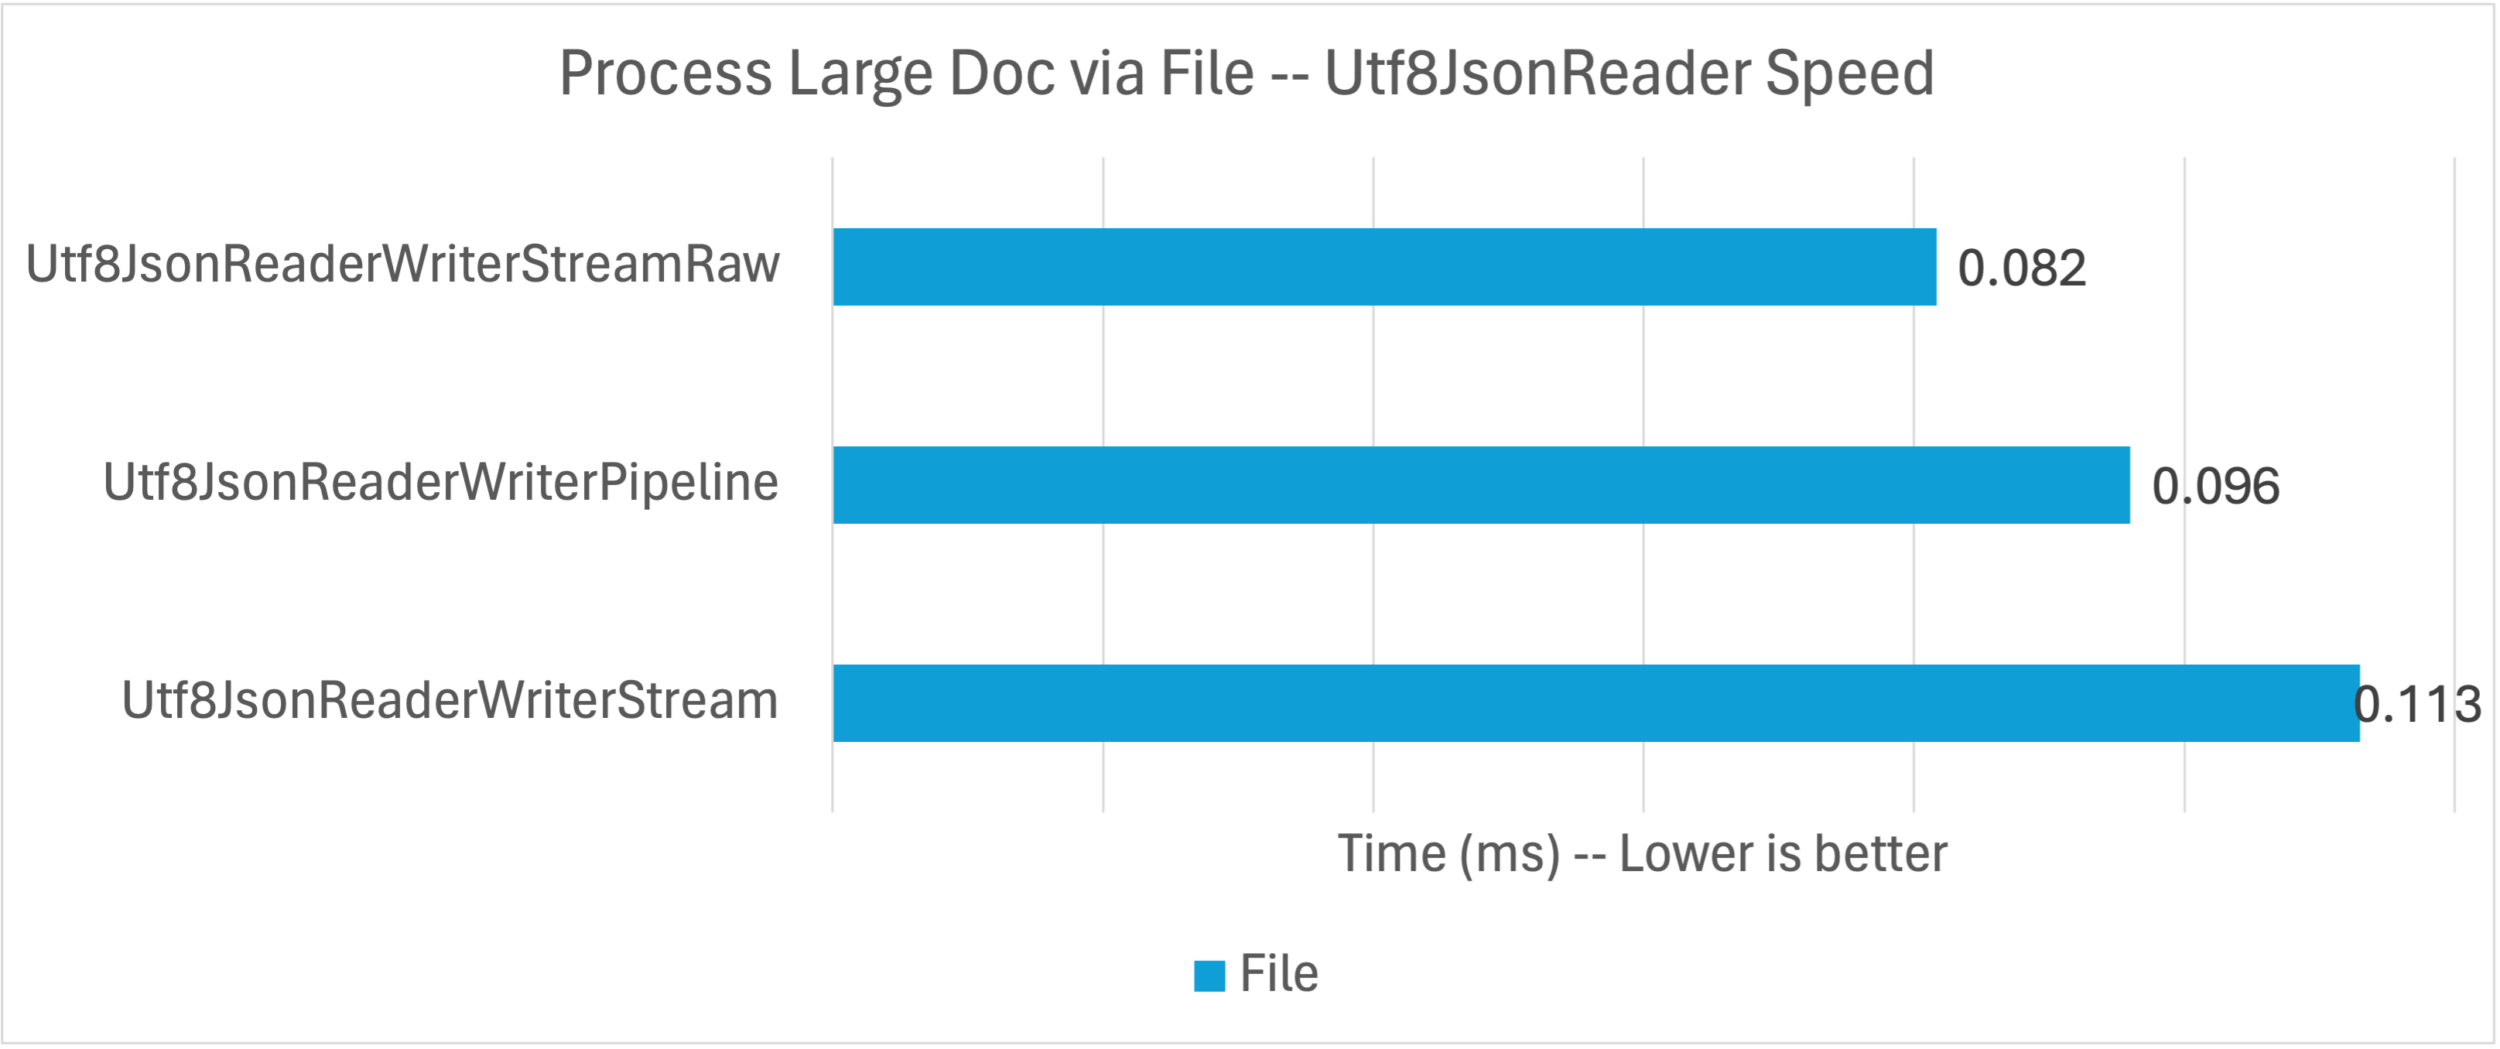 Process Large Doc via File -- Utf8JsonReader Speed
Utf8JsonReaderWriterStreamRaw 0.082
Utf8JsonReaderWriterPipeline 0.096
Utf8JsonReaderWriterStream 0.113
Time (ms) -- Lower is better
File